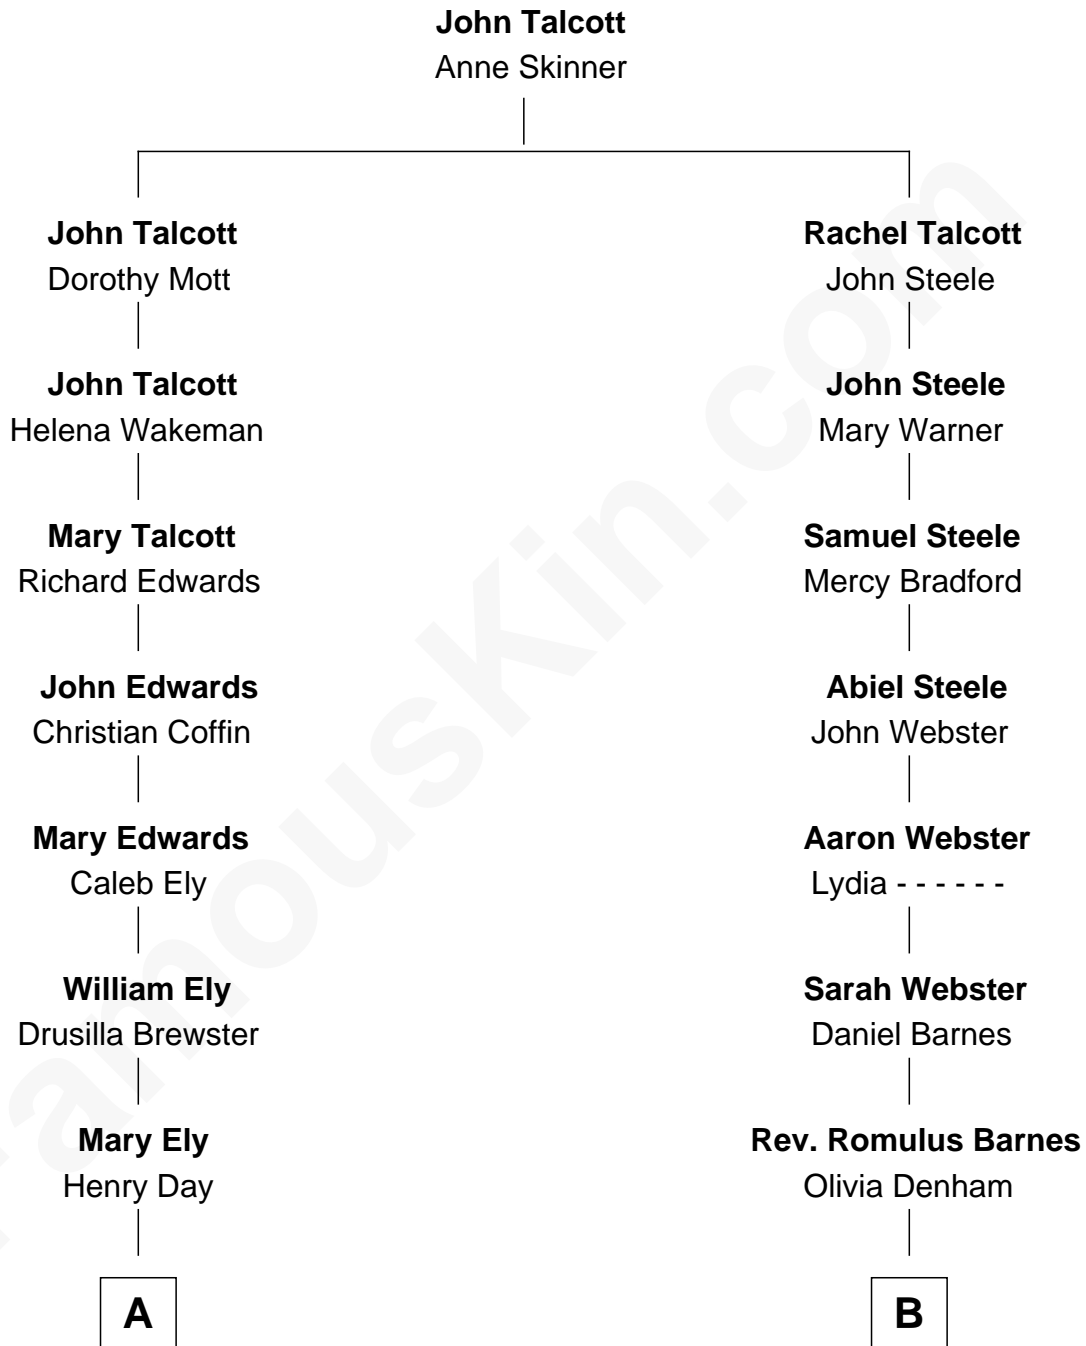 John Talcott
Anne Skinner
John Talcott
Dorothy Mott
Rachel Talcott
John Steele
John Talcott
Helena Wakeman
John Steele
Mary Warner
Mary Talcott
Richard Edwards
Samuel Steele
Mercy Bradford
John Edwards
Christian Coffin
Abiel Steele
John Webster
Mary Edwards
Caleb Ely
Aaron Webster
Lydia - - - - - -
William Ely
Drusilla Brewster
Sarah Webster
Daniel Barnes
Mary Ely
Henry Day
Rev. Romulus Barnes
Olivia Denham
A
B
FamousKin.com